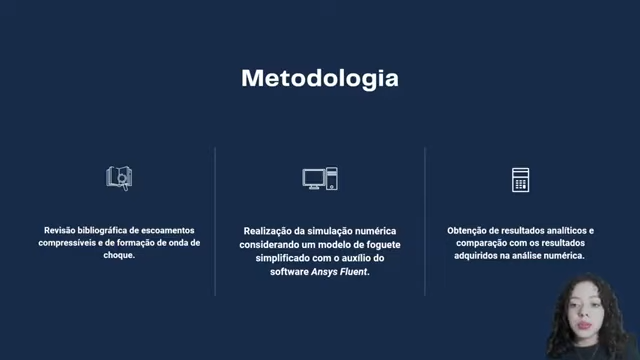 Metodologia
Revisão bibliográfica de escoamentos
compressíveis e de formação de onda de
choque.
Realização da simulação numérica
considerando um modelo de foguete
simplificado com o auxílio do
software Ansys Fluent.
Obtenção de resultados analíticos e
comparação com os resultados
adquiridos na análise numérica.